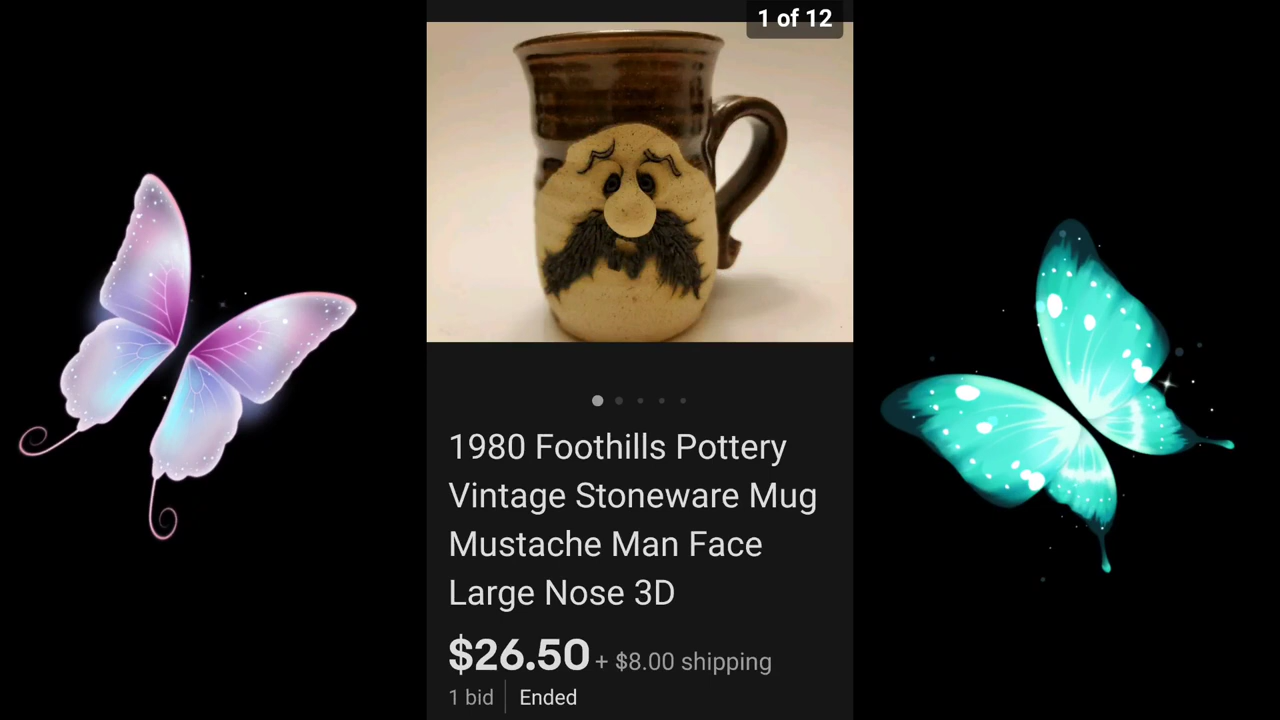 1 of 12
1980 Foothills Pottery
Vintage Stoneware Mug
Mustache Man Face
Large Nose 3D
$26.50 + $8.00 shipping
1 bid Ended